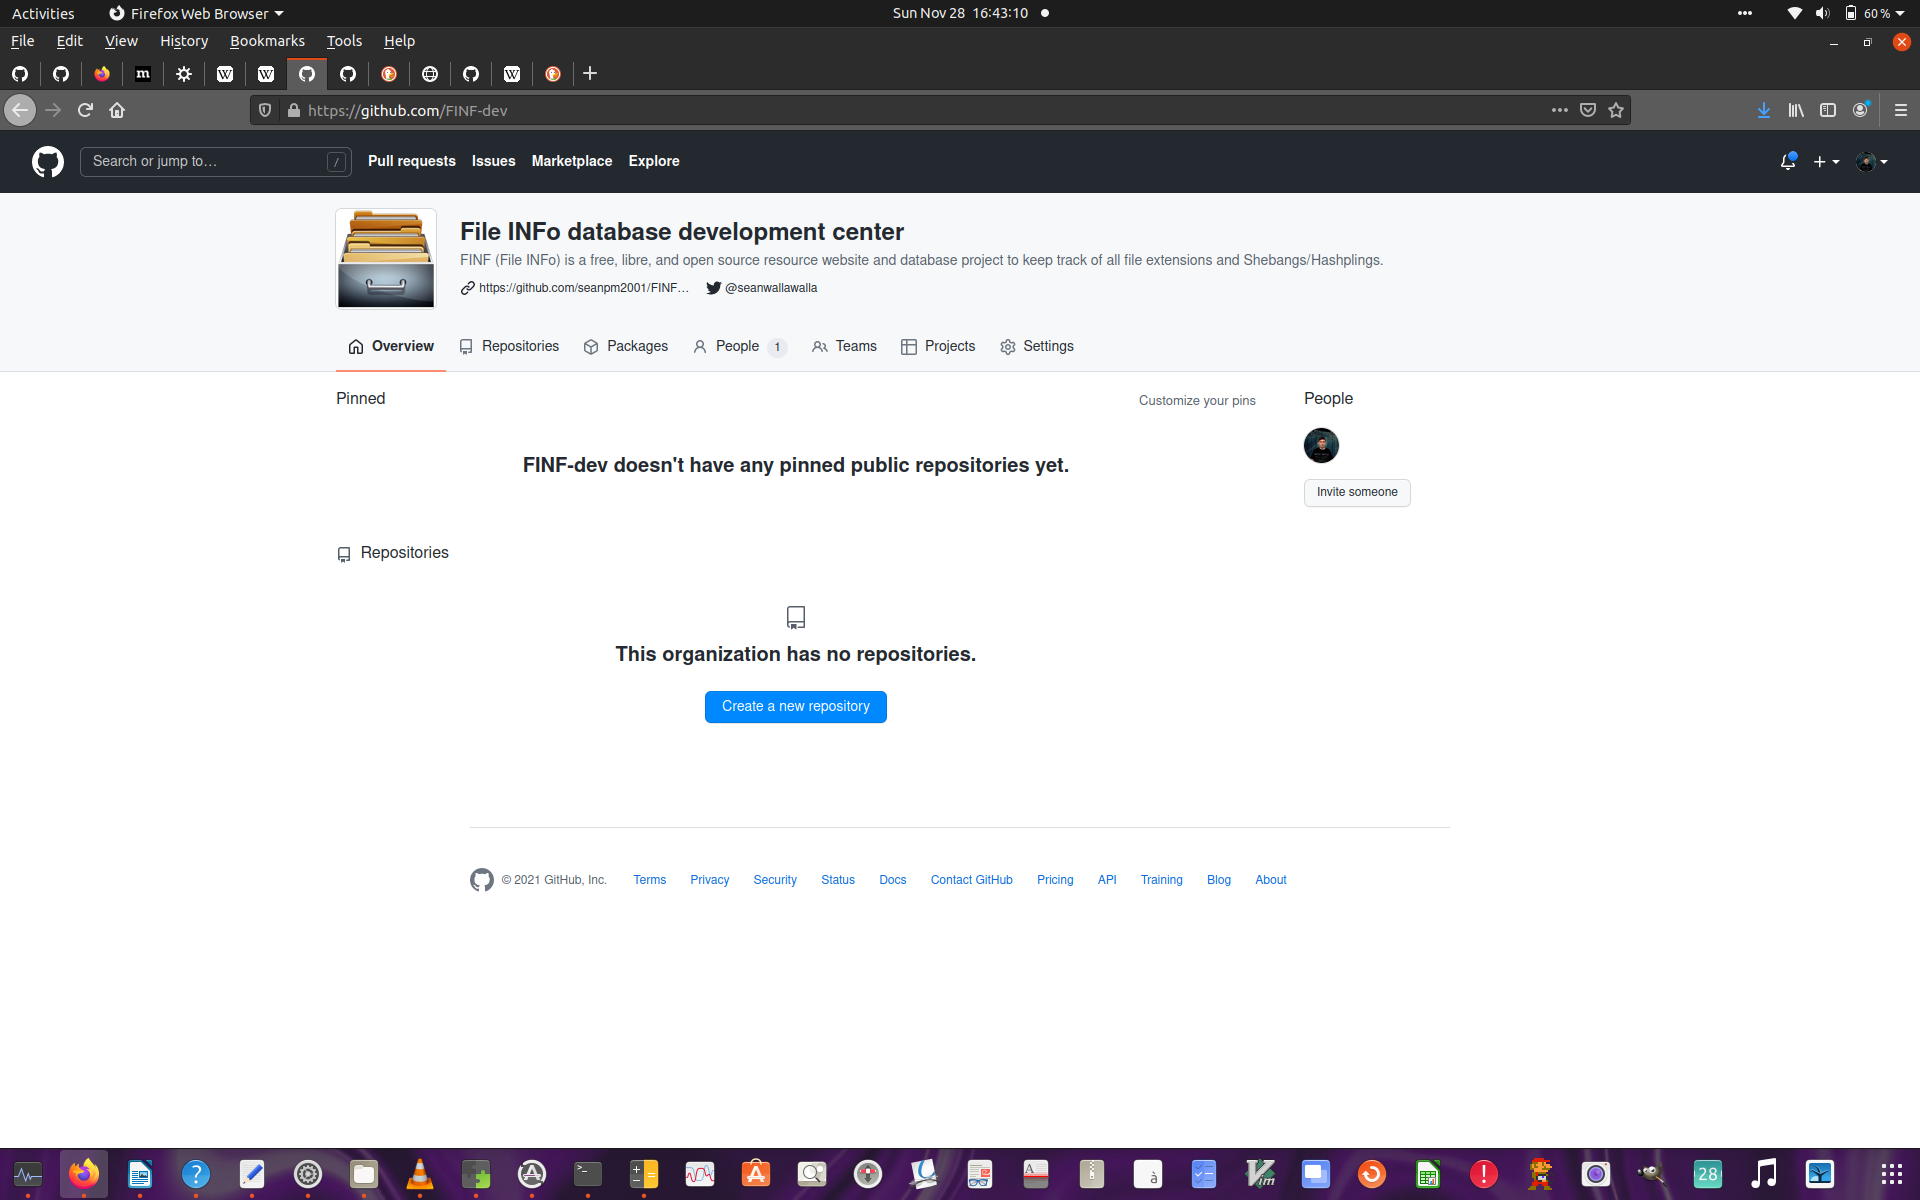 Activities Firefox Web Browser Sun Nov 28 16:43:10 60 %
File Edit View History Bookmarks Tools Help
https://github.com/FINF-dev
Search or jump to… / Pull requests Issues Marketplace Explore
File INFo database development center
FINF (File INFo) is a free, libre, and open source resource website and database project to keep track of all file extensions and Shebangs/Hashplings.
https://github.com/seanpm2001/FINF… @seanwallawalla
Overview Repositories Packages People 1 Teams Projects Settings
Pinned Customize your pins People
FINF-dev doesn't have any pinned public repositories yet.
Invite someone
Repositories
This organization has no repositories.
Create a new repository
© 2021 GitHub, Inc. Terms Privacy Security Status Docs Contact GitHub Pricing API Training Blog About
28